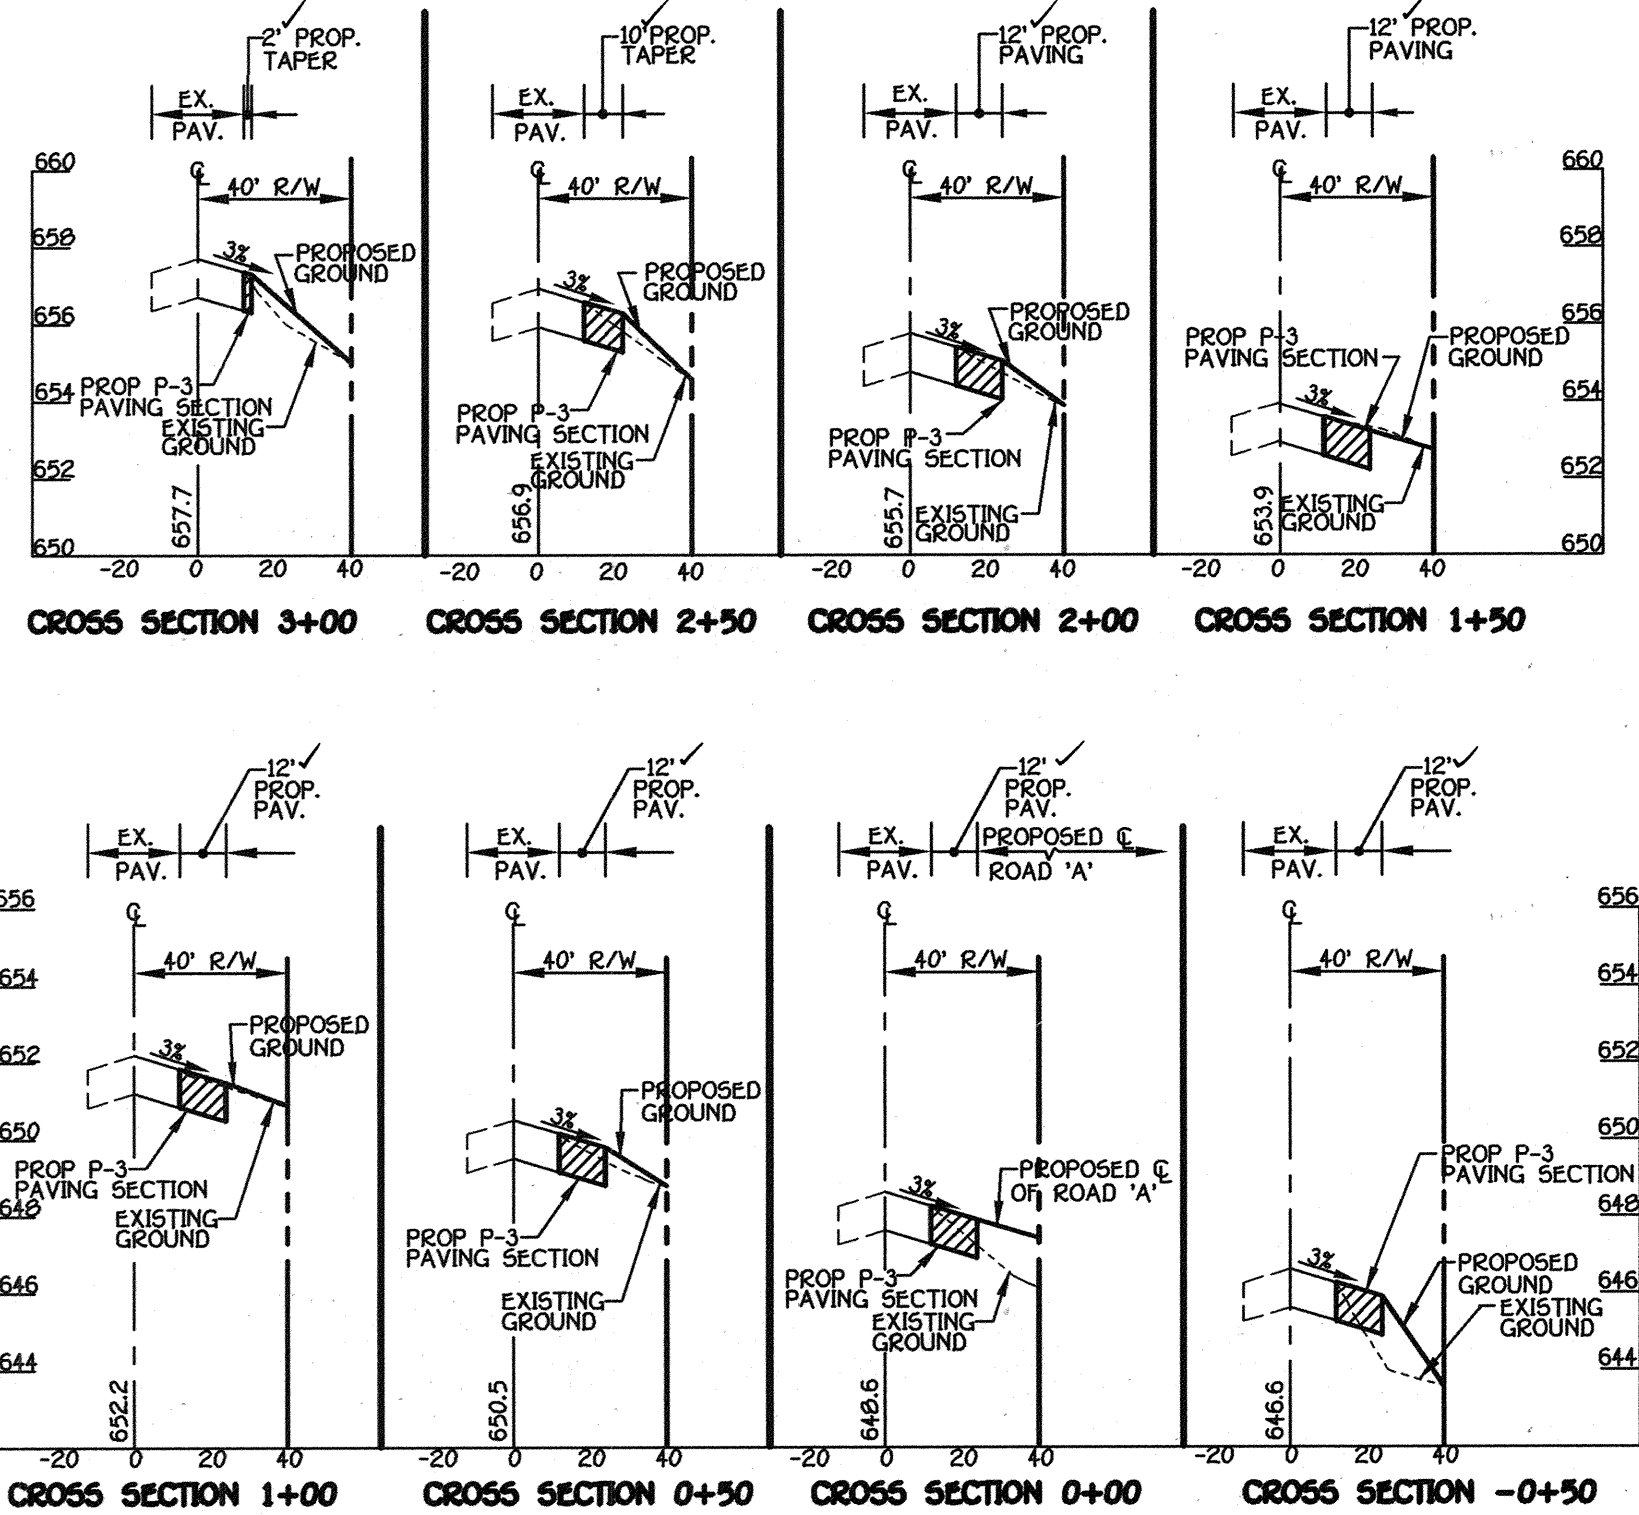 2' PROP.
TAPER
EX.
PAV.
660
658
656
654
652
650
℄
40' R/W
3%
PROPOSED
GROUND
PROP P-3
PAVING SECTION
EXISTING
GROUND
657.7
-20 0 20 40
CROSS SECTION 3+00
10' PROP.
TAPER
EX.
PAV.
℄
40' R/W
3%
PROPOSED
GROUND
PROP P-3
PAVING SECTION
EXISTING
GROUND
656.9
-20 0 20 40
CROSS SECTION 2+50
12' PROP.
PAVING
EX.
PAV.
℄
40' R/W
3%
PROPOSED
GROUND
PROP P-3
PAVING SECTION
EXISTING
GROUND
655.7
-20 0 20 40
CROSS SECTION 2+00
12' PROP.
PAVING
EX.
PAV.
℄
40' R/W
PROP P-3
PAVING SECTION
PROPOSED
GROUND
3%
EXISTING
GROUND
653.9
660
658
656
654
652
650
-20 0 20 40
CROSS SECTION 1+50
12'
PROP.
PAV.
EX.
PAV.
656
654
652
650
648
646
644
℄
40' R/W
PROPOSED
GROUND
3%
PROP P-3
PAVING SECTION
EXISTING
GROUND
652.2
-20 0 20 40
CROSS SECTION 1+00
12'
PROP.
PAV.
EX.
PAV.
℄
40' R/W
PROPOSED
GROUND
3%
PROP P-3
PAVING SECTION
EXISTING
GROUND
650.5
-20 0 20 40
CROSS SECTION 0+50
12'
PROP.
PAV.
EX.
PAV.
PROPOSED ℄
ROAD 'A'
℄
40' R/W
PROPOSED ℄
OF ROAD 'A'
3%
PROP P-3
PAVING SECTION
EXISTING
GROUND
648.6
-20 0 20 40
CROSS SECTION 0+00
12'
PROP.
PAV.
EX.
PAV.
℄
40' R/W
PROP P-3
PAVING SECTION
3%
PROPOSED
GROUND
EXISTING
GROUND
646.6
656
654
652
650
648
646
644
-20 0 20 40
CROSS SECTION -0+50